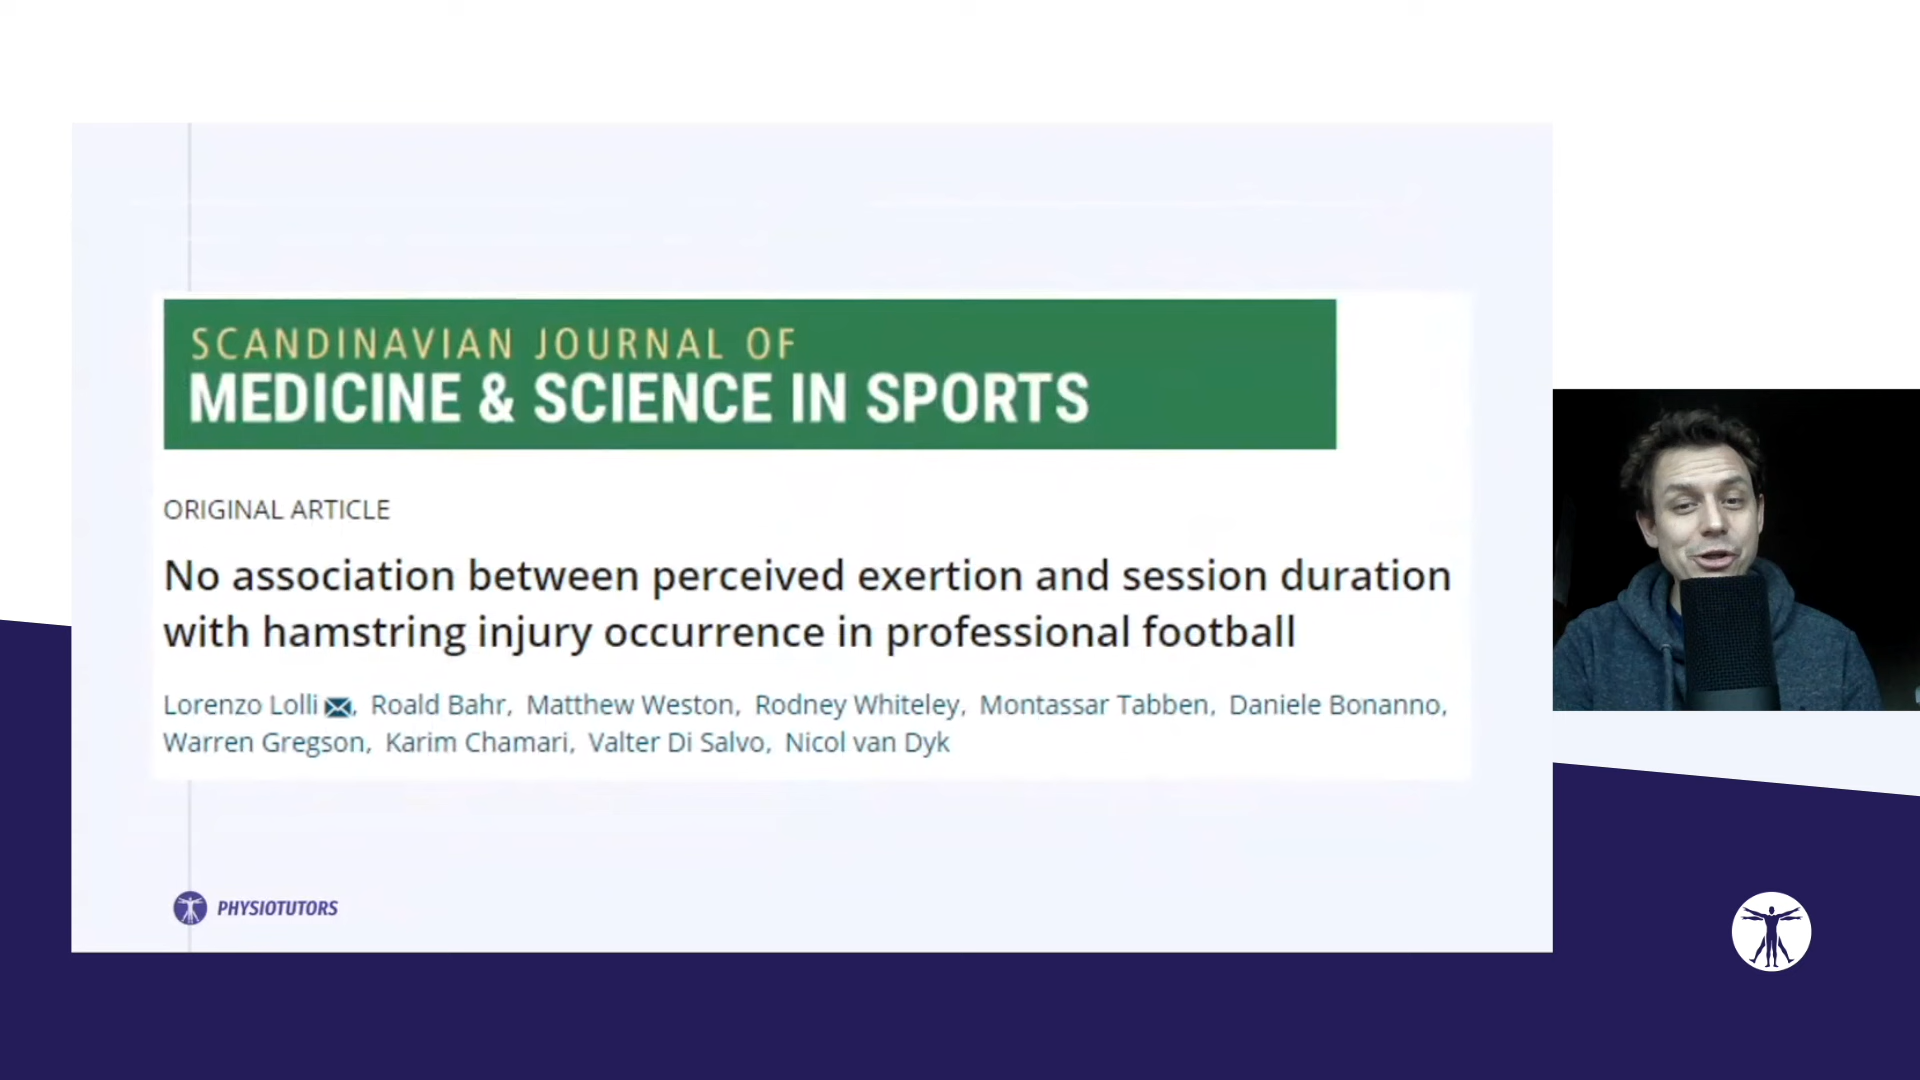 SCANDINAVIAN JOURNAL OF
MEDICINE & SCIENCE IN SPORTS
ORIGINAL ARTICLE
No association between perceived exertion and session duration
with hamstring injury occurrence in professional football
Lorenzo Lolli, Roald Bahr, Matthew Weston, Rodney Whiteley, Montassar Tabben, Daniele Bonanno,
Warren Gregson, Karim Chamari, Valter Di Salvo, Nicol van Dyk
PHYSIOTUTORS